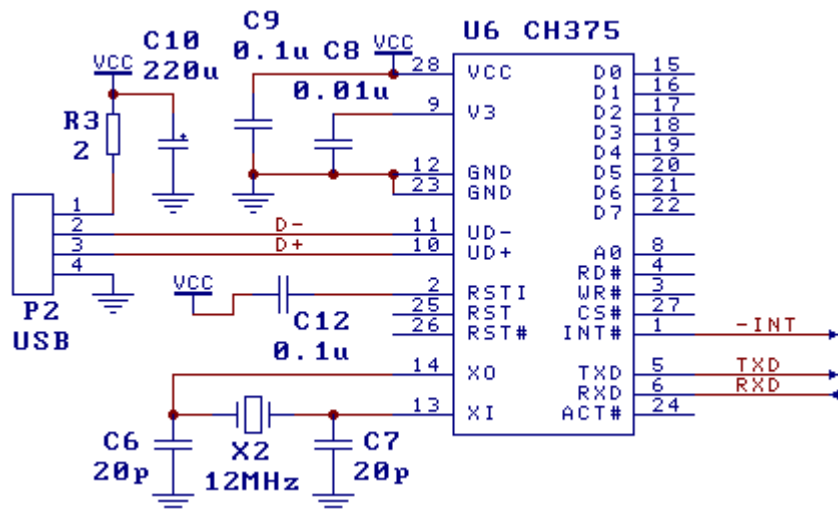 C9 U6 CH375
C10 0.1u C8 VCC
VCC 220u 28 VCC D0 15
0.01u D1 16
9 V3 D2 17
R3 D3 18
2 D4 19
12 GND D5 20
23 GND D6 21
1 D7 22
2 D- 11 UD-
3 D+ 10 UD+ A0 8
4 RD# 4
VCC 2 RSTI WR# 3
P2 25 RST CS# 27
USB C12 26 RST# INT# 1 -INT
0.1u
14 XO TXD 5 TXD
RXD 6 RXD
13 XI ACT# 24
C6 X2 C7
20p 12MHz 20p